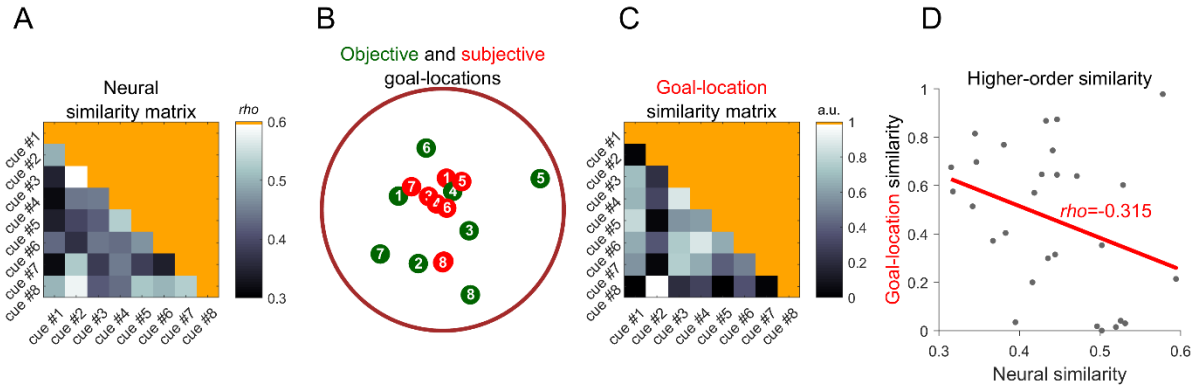 A
Neural
similarity matrix
rho
0.6
0.5
0.4
0.3
cue #1
cue #2
cue #3
cue #4
cue #5
cue #6
cue #7
cue #8
cue #1
cue #2
cue #3
cue #4
cue #5
cue #6
cue #7
cue #8
B
Objective and subjective
goal-locations
6
5
1
5
7
4
1
3
4
6
3
7
2
8
8
C
Goal-location
similarity matrix
a.u.
1
0.8
0.6
0.4
0.2
0
cue #1
cue #2
cue #3
cue #4
cue #5
cue #6
cue #7
cue #8
cue #1
cue #2
cue #3
cue #4
cue #5
cue #6
cue #7
cue #8
D
Higher-order similarity
Goal-location similarity
1
0.8
0.6
0.4
0.2
0
rho=-0.315
0.3
0.4
0.5
0.6
Neural similarity